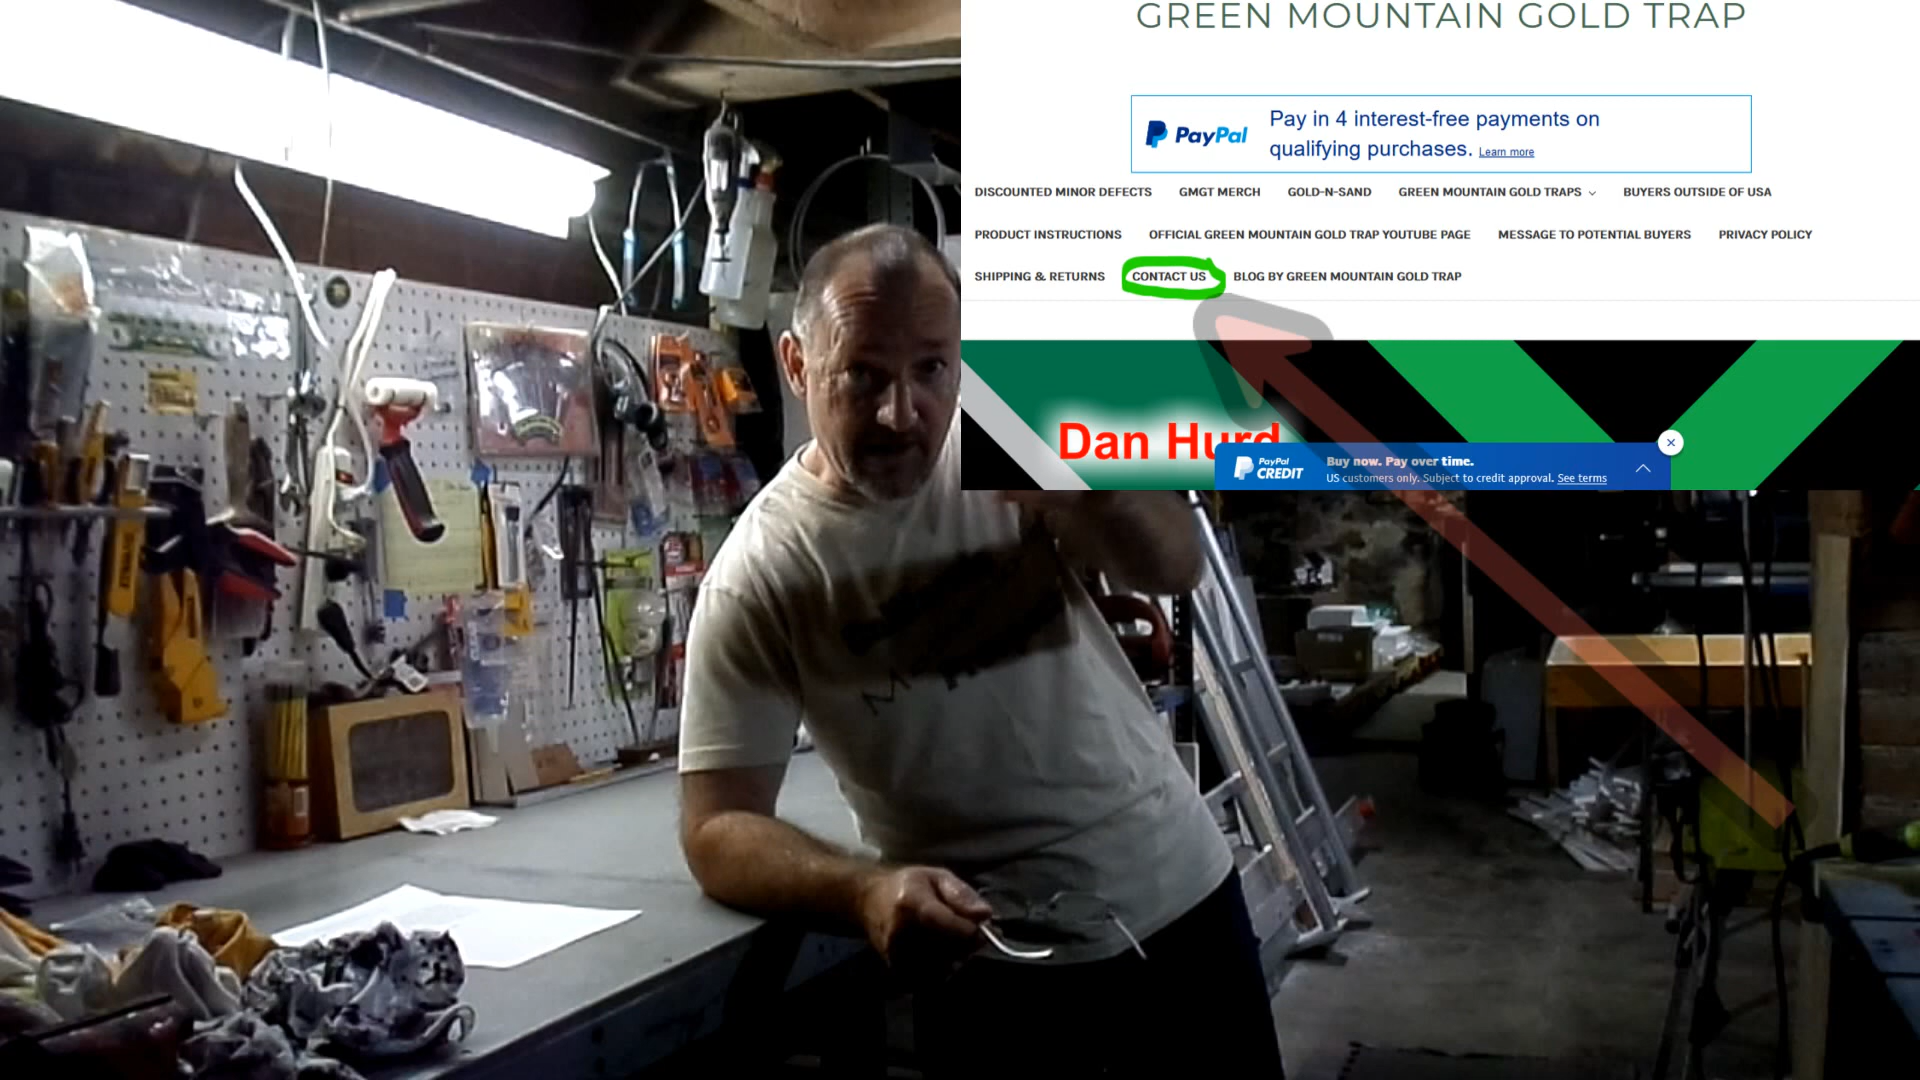 GREEN MOUNTAIN GOLD TRAP
PayPal
Pay in 4 interest-free payments on
qualifying purchases. Learn more
DISCOUNTED MINOR DEFECTS GMGT MERCH GOLD-N-SAND GREEN MOUNTAIN GOLD TRAPS BUYERS OUTSIDE OF USA
PRODUCT INSTRUCTIONS OFFICIAL GREEN MOUNTAIN GOLD TRAP YOUTUBE PAGE MESSAGE TO POTENTIAL BUYERS PRIVACY POLICY
SHIPPING & RETURNS CONTACT US BLOG BY GREEN MOUNTAIN GOLD TRAP
Dan Hurd
PayPal
CREDIT
Buy now. Pay over time.
US customers only. Subject to credit approval. See terms